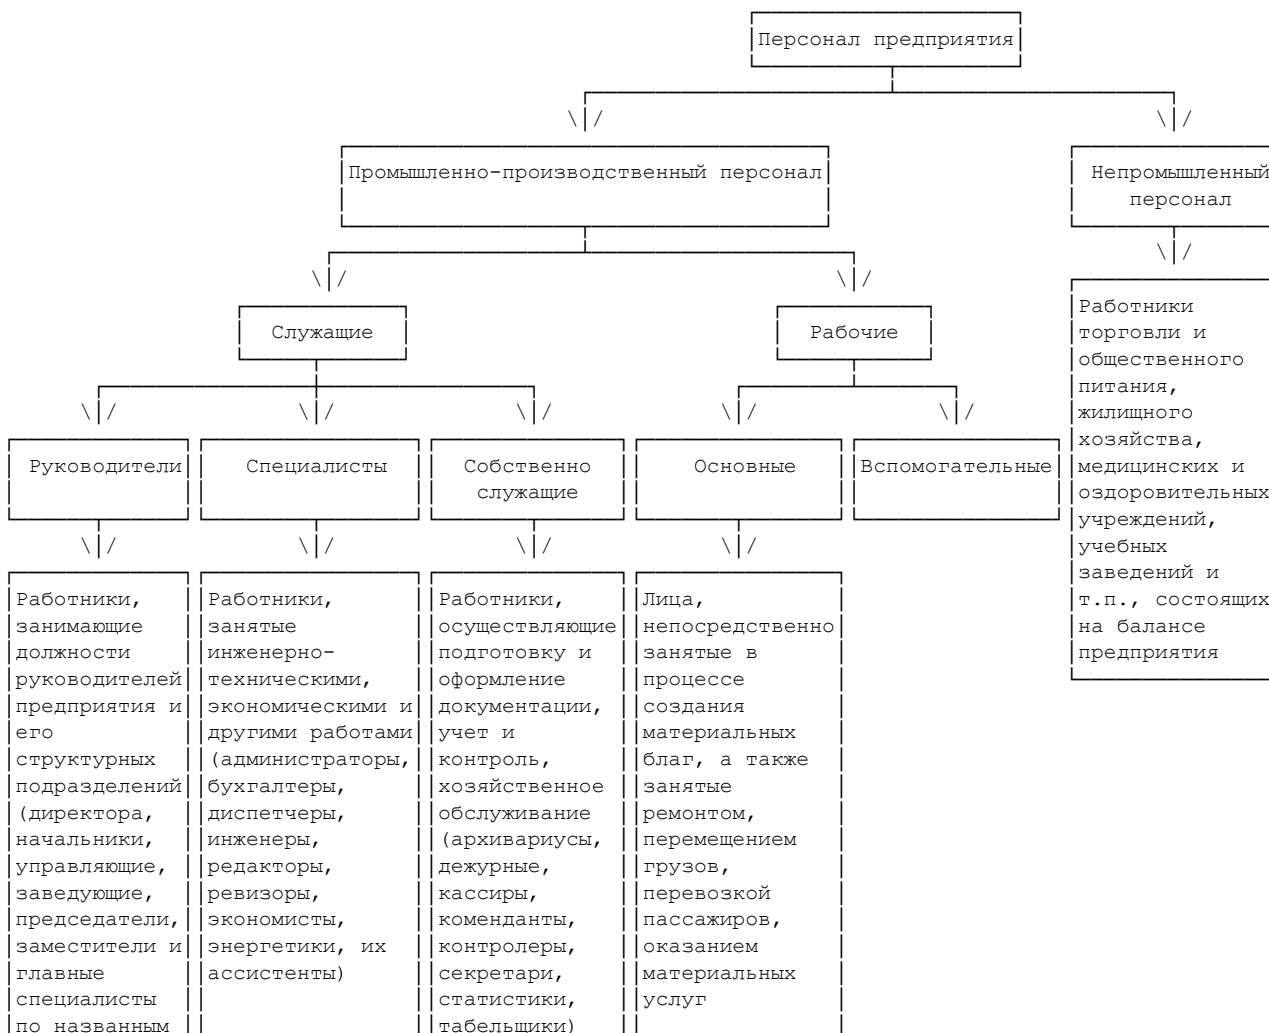 Персонал предприятия
Промышленно-производственный персонал
Непромышленный
персонал
Служащие
Рабочие
Работники
торговли и
общественного
питания,
жилищного
хозяйства,
медицинских и
оздоровительных
учреждений,
учебных
заведений и
т.п., состоящих
на балансе
предприятия
Руководители
Специалисты
Собственно
служащие
Основные
Вспомогательные
Работники,
занимающие
должности
руководителей
предприятия и
его
структурных
подразделений
(директора,
начальники,
управляющие,
заведующие,
председатели,
заместители и
главные
специалисты
по названным
Работники,
занятые
инженерно-
техническими,
экономическими и
другими работами
(администраторы,
бухгалтеры,
диспетчеры,
инженеры,
редакторы,
ревизоры,
экономисты,
энергетики, их
ассистенты)
Работники,
осуществляющие
подготовку и
оформление
документации,
учет и
контроль,
хозяйственное
обслуживание
(архивариусы,
дежурные,
кассиры,
коменданты,
контролеры,
секретари,
статистики,
табельщики)
Лица,
непосредственно
занятые в
процессе
создания
материальных
благ, а также
занятые
ремонтом,
перемещением
грузов,
перевозкой
пассажиров,
оказанием
материальных
услуг